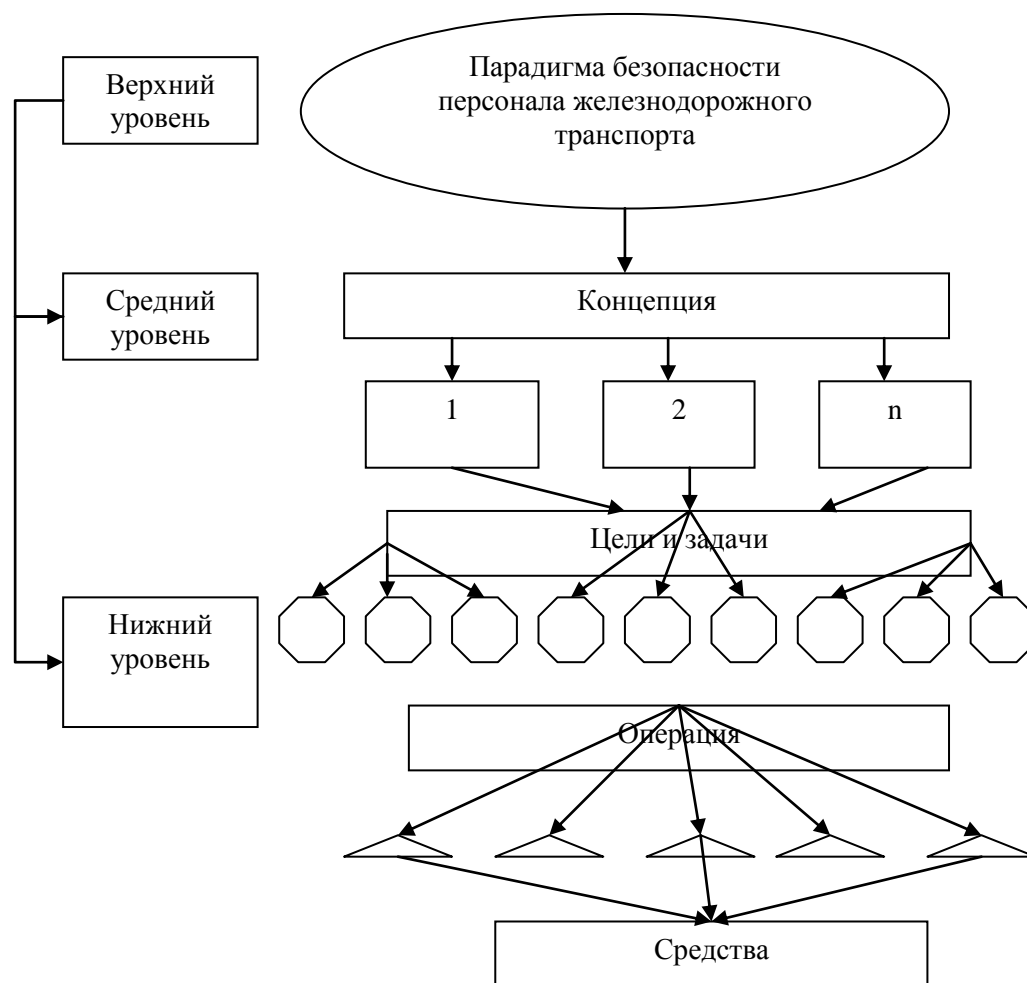 Верхний
уровень
Парадигма безопасности
персонала железнодорожного
транспорта
Средний
уровень
Концепция
1
2
n
Цели и задачи
Нижний
уровень
Операция
Средства